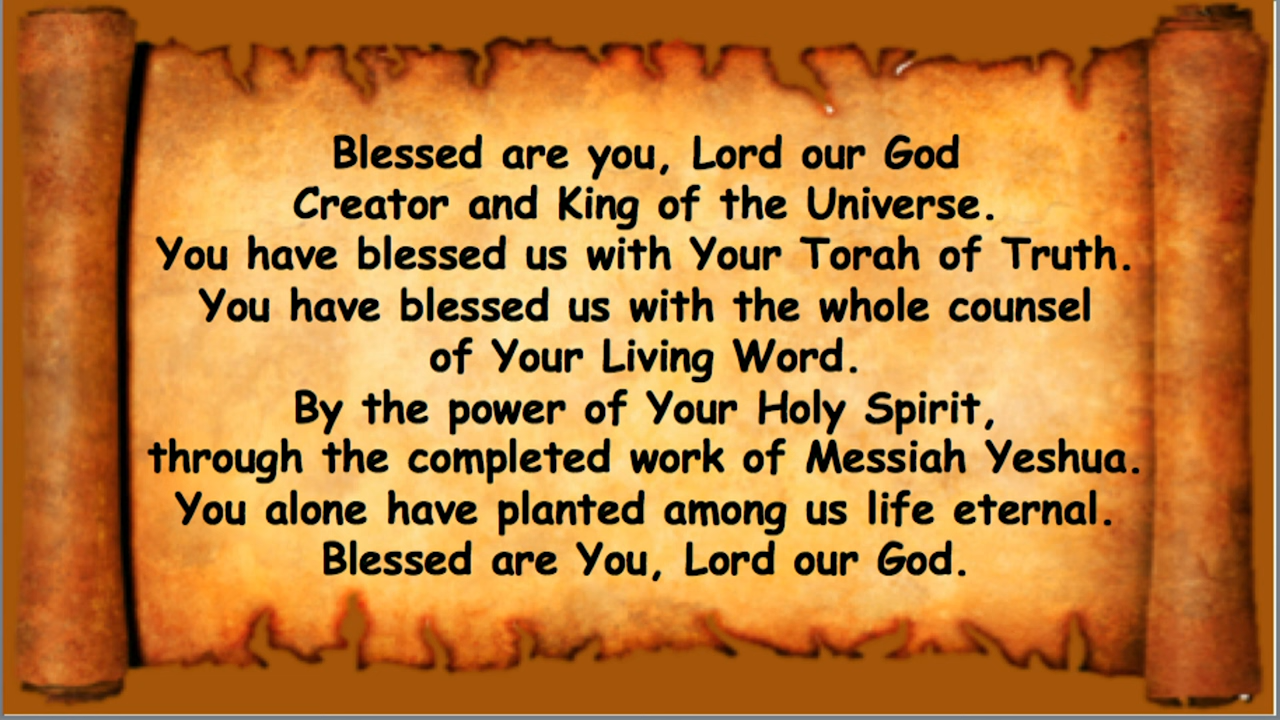 Blessed are you, Lord our God
Creator and King of the Universe.
You have blessed us with Your Torah of Truth.
You have blessed us with the whole counsel
of Your Living Word.
By the power of Your Holy Spirit,
through the completed work of Messiah Yeshua.
You alone have planted among us life eternal.
Blessed are You, Lord our God.